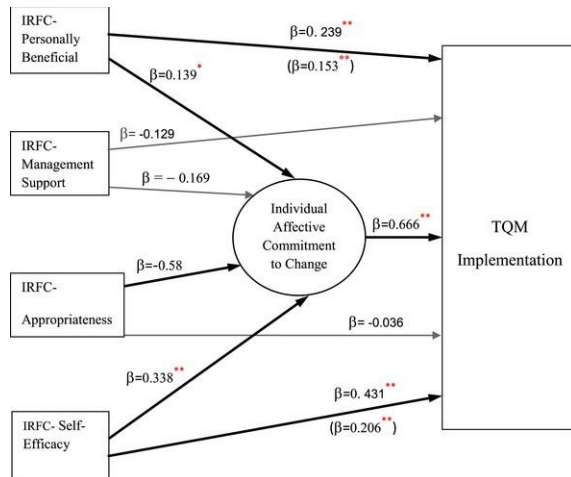 IRFC-
Personally
Beneficial
β=0. 239**
(β=0.153**)
β=0.139*
IRFC-
Management
Support
β= -0.129
β = – 0.169
Individual
Affective
Commitment
to Change
β=0.666**
TQM
Implementation
IRFC-
Appropriateness
β=-0.58
β= -0.036
β=0.338**
IRFC- Self-
Efficacy
β=0. 431**
(β=0.206**)